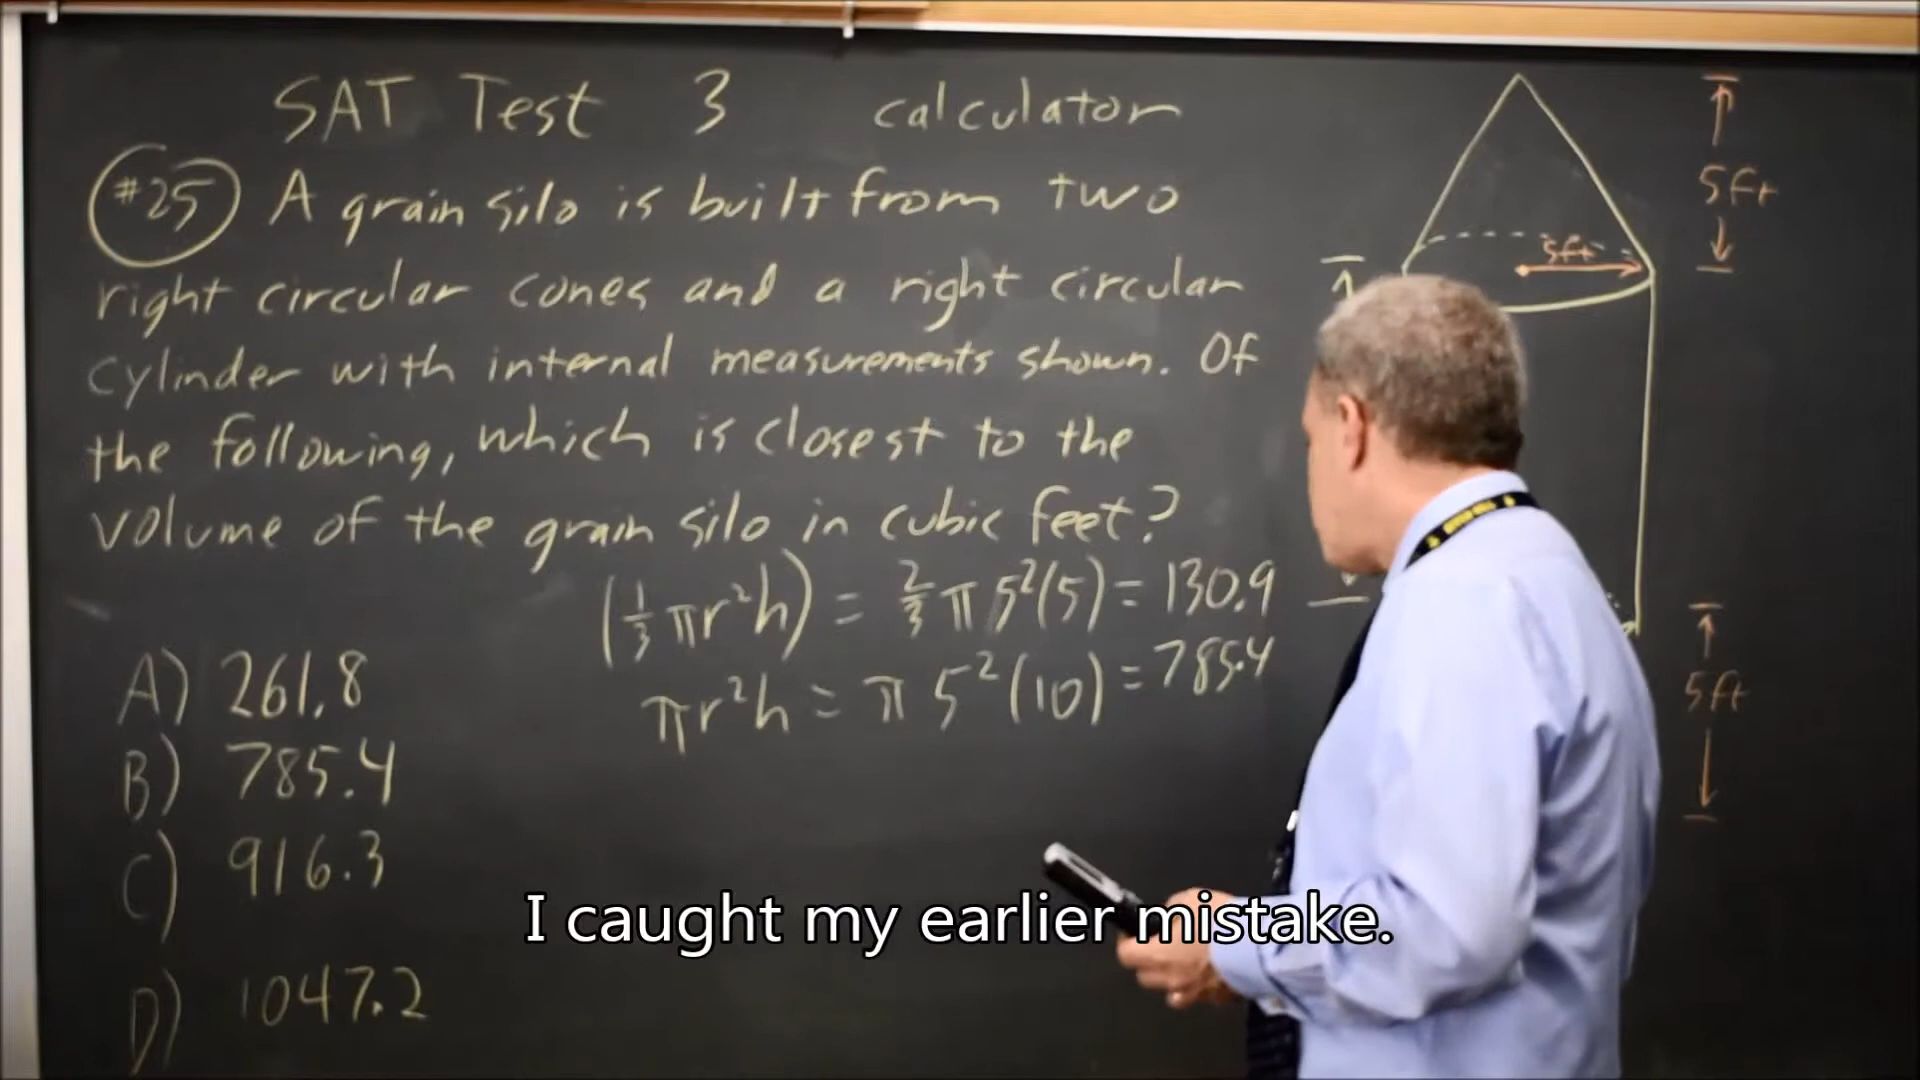 SAT Test 3 calculator
#25 A grain silo is built from two
right circular cones and a right circular
cylinder with internal measurements shown. Of
the following, which is closest to the
volume of the grain silo in cubic feet?
(1/3 πr²h) = 2/3 π 5²(5) = 130.9
πr²h = π 5²(10) = 785.4
A) 261.8
B) 785.4
C) 916.3
D) 1047.2
5ft
5ft
5ft
I caught my earlier mistake.